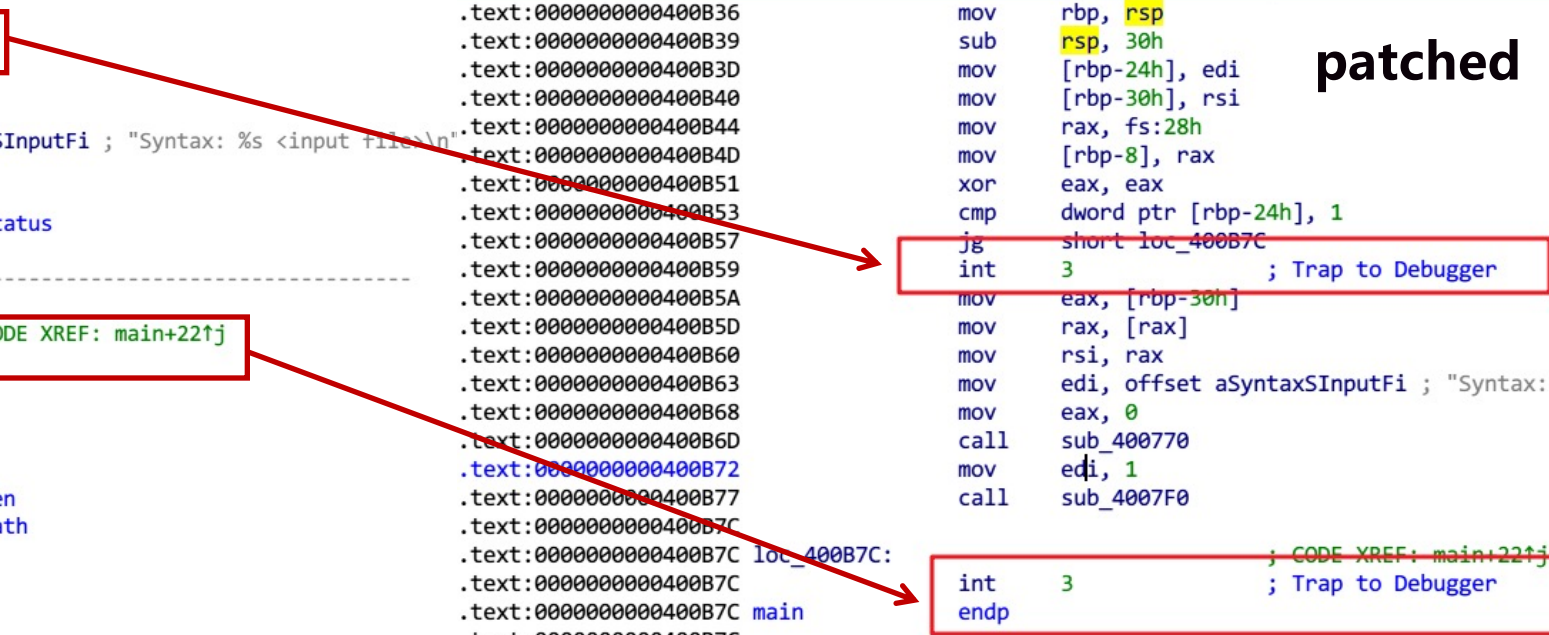 .text:0000000000400B36 mov rbp, rsp
.text:0000000000400B39 sub rsp, 30h
patched
.text:0000000000400B3D mov [rbp-24h], edi
.text:0000000000400B40 mov [rbp-30h], rsi
SInputFi ; "Syntax: %s <input file>\n" .text:0000000000400B44 mov rax, fs:28h
.text:0000000000400B4D mov [rbp-8], rax
.text:0000000000400B51 xor eax, eax
tatus .text:0000000000400B53 cmp dword ptr [rbp-24h], 1
.text:0000000000400B57 jg short loc_400B7C
--------------------------------- .text:0000000000400B59 int 3 ; Trap to Debugger
.text:0000000000400B5A mov eax, [rbp-30h]
ODE XREF: main+22↑j .text:0000000000400B5D mov rax, [rax]
.text:0000000000400B60 mov rsi, rax
.text:0000000000400B63 mov edi, offset aSyntaxSInputFi ; "Syntax:
.text:0000000000400B68 mov eax, 0
.text:0000000000400B6D call sub_400770
.text:0000000000400B72 mov edi, 1
en .text:0000000000400B77 call sub_4007F0
ath .text:0000000000400B7C
.text:0000000000400B7C loc_400B7C: ; CODE XREF: main+22↑j
.text:0000000000400B7C int 3 ; Trap to Debugger
.text:0000000000400B7C main endp